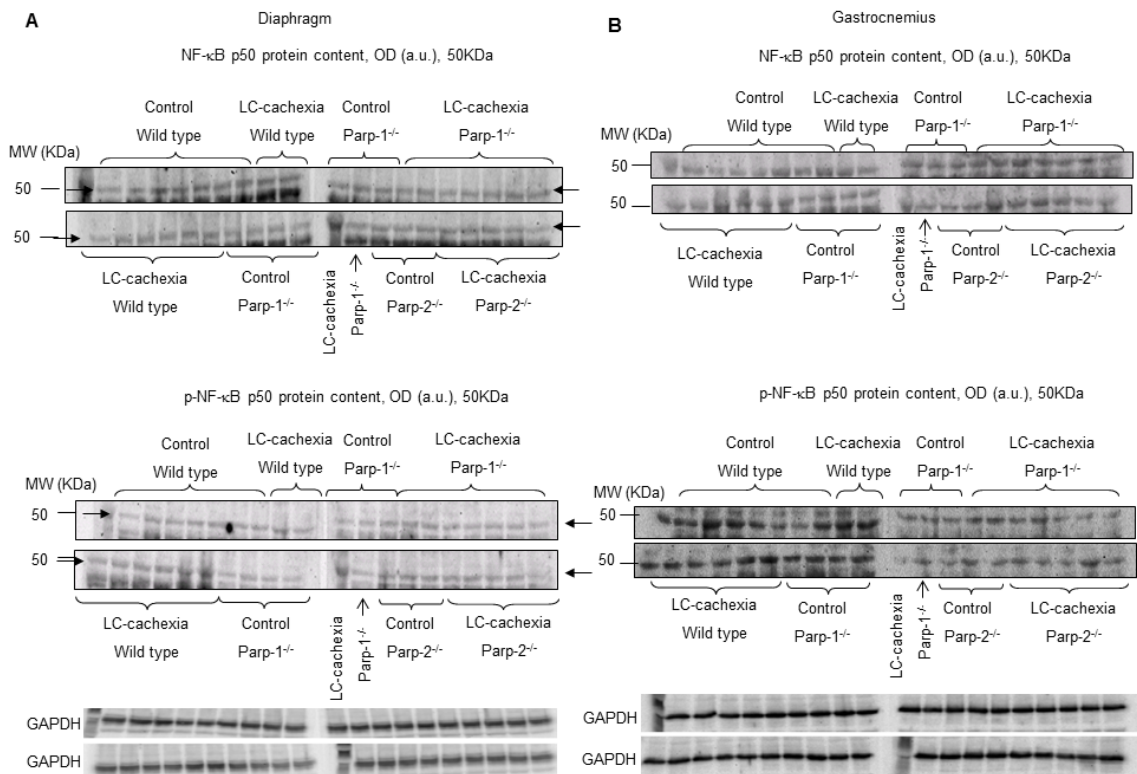 A
Diaphragm
NF-κB p50 protein content, OD (a.u.), 50KDa
Control
Wild type
LC-cachexia
Wild type
Control
Parp-1-/-
LC-cachexia
Parp-1-/-
MW (KDa)
50
50
LC-cachexia
Wild type
Control
Parp-1-/-
LC-cachexia
Parp-1-/-
Control
Parp-2-/-
LC-cachexia
Parp-2-/-
p-NF-κB p50 protein content, OD (a.u.), 50KDa
Control
Wild type
LC-cachexia
Wild type
Control
Parp-1-/-
LC-cachexia
Parp-1-/-
MW (KDa)
50
50
LC-cachexia
Wild type
Control
Parp-1-/-
LC-cachexia
Parp-1-/-
Control
Parp-2-/-
LC-cachexia
Parp-2-/-
GAPDH
GAPDH
B
Gastrocnemius
NF-κB p50 protein content, OD (a.u.), 50KDa
Control
Wild type
LC-cachexia
Wild type
Control
Parp-1-/-
LC-cachexia
Parp-1-/-
MW (KDa)
50
50
LC-cachexia
Wild type
Control
Parp-1-/-
LC-cachexia
Parp-1-/-
Control
Parp-2-/-
LC-cachexia
Parp-2-/-
p-NF-κB p50 protein content, OD (a.u.), 50KDa
Control
Wild type
LC-cachexia
Wild type
Control
Parp-1-/-
LC-cachexia
Parp-1-/-
MW (KDa)
50
50
LC-cachexia
Wild type
Control
Parp-1-/-
LC-cachexia
Parp-1-/-
Control
Parp-2-/-
LC-cachexia
Parp-2-/-
GAPDH
GAPDH